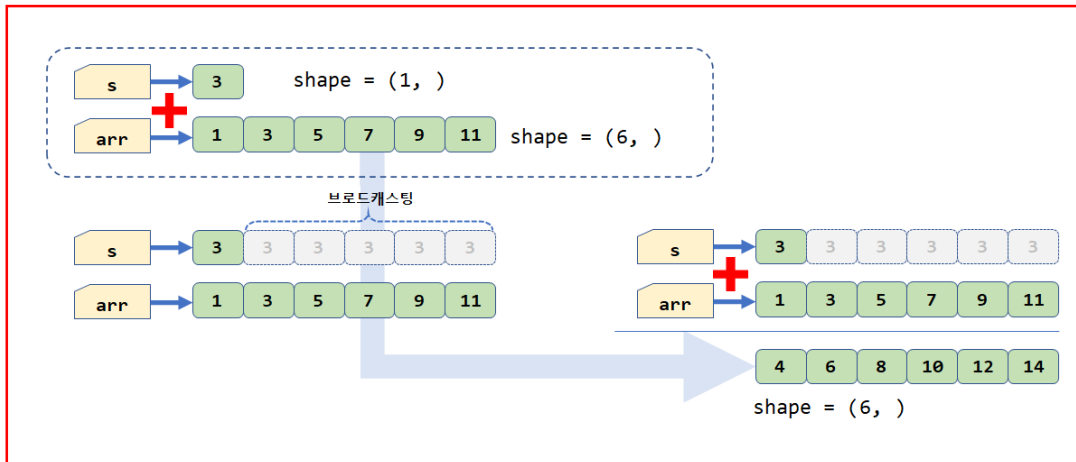 s 3 shape = (1, )
arr 1 3 5 7 9 11 shape = (6, )
브로드캐스팅
s 3 3 3 3 3 3
arr 1 3 5 7 9 11
s 3 3 3 3 3 3
arr 1 3 5 7 9 11
4 6 8 10 12 14
shape = (6, )